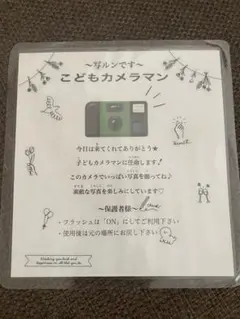 ～写ルンです～
こどもカメラマン
今日は来てくれてありがとう★
子どもカメラマンに任命します!
このカメラでいっぱい写真を撮ってね♪
素敵な写真を楽しみにしています♡
～保護者様～
・フラッシュは「ON」にしてご利用下さい
・使用後は元の場所にお戻し下さい